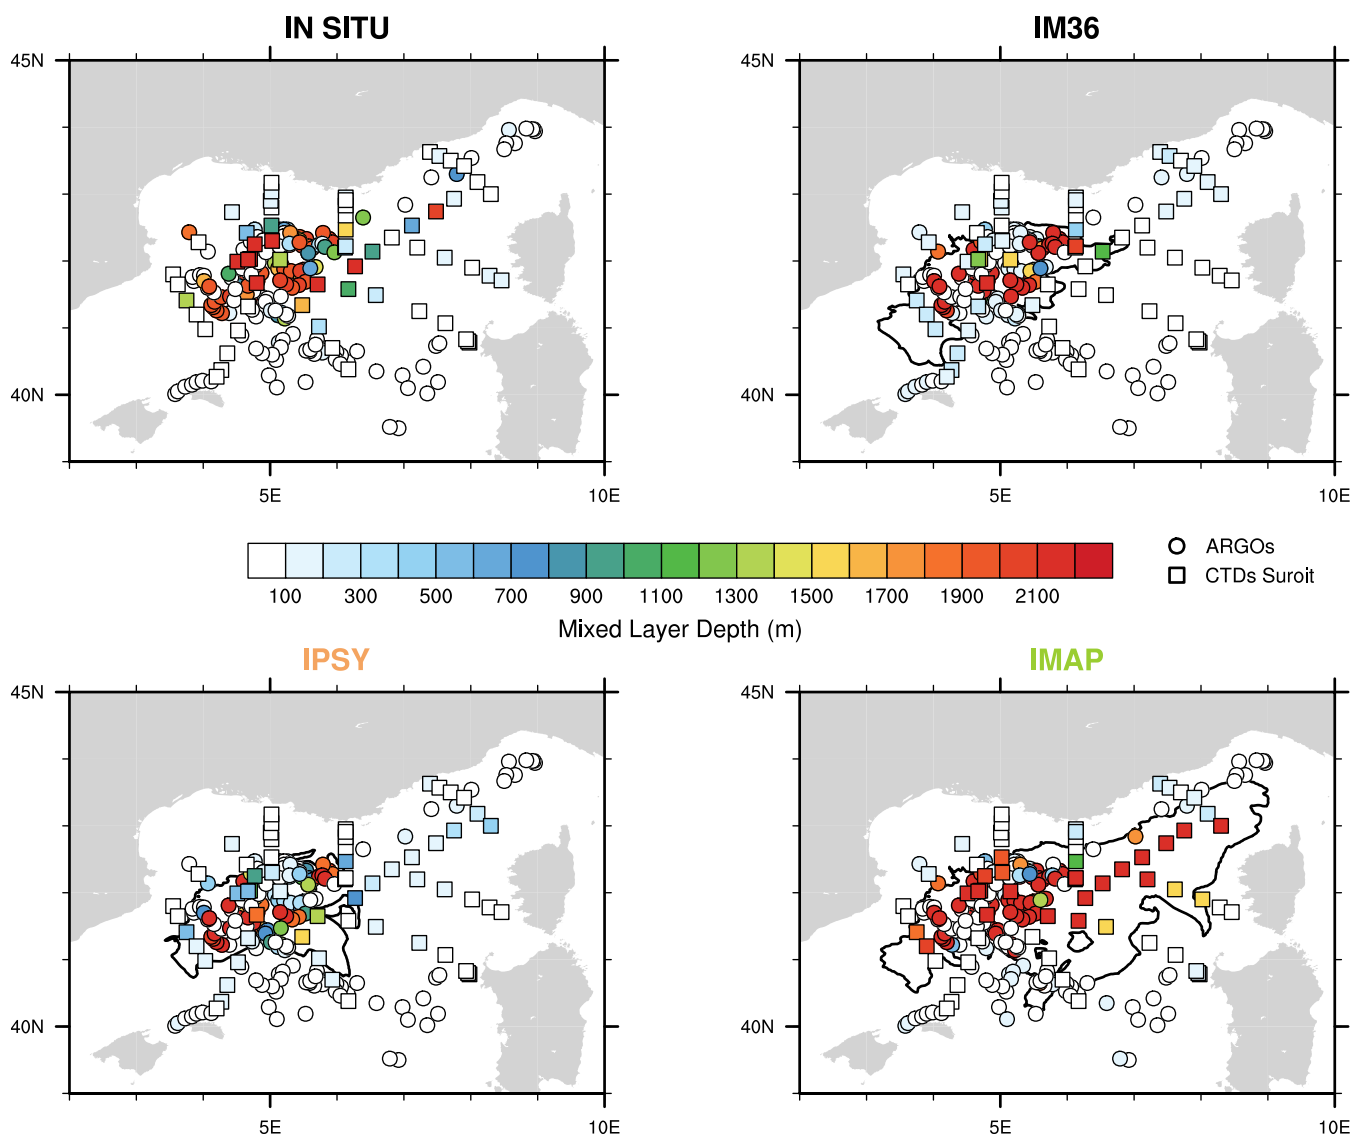 IN SITU
IM36
45N
45N
40N
40N
5E
10E
5E
10E
ARGOs
CTDs Suroit
100 300 500 700 900 1100 1300 1500 1700 1900 2100
Mixed Layer Depth (m)
IPSY
IMAP
45N
45N
40N
40N
5E
10E
5E
10E